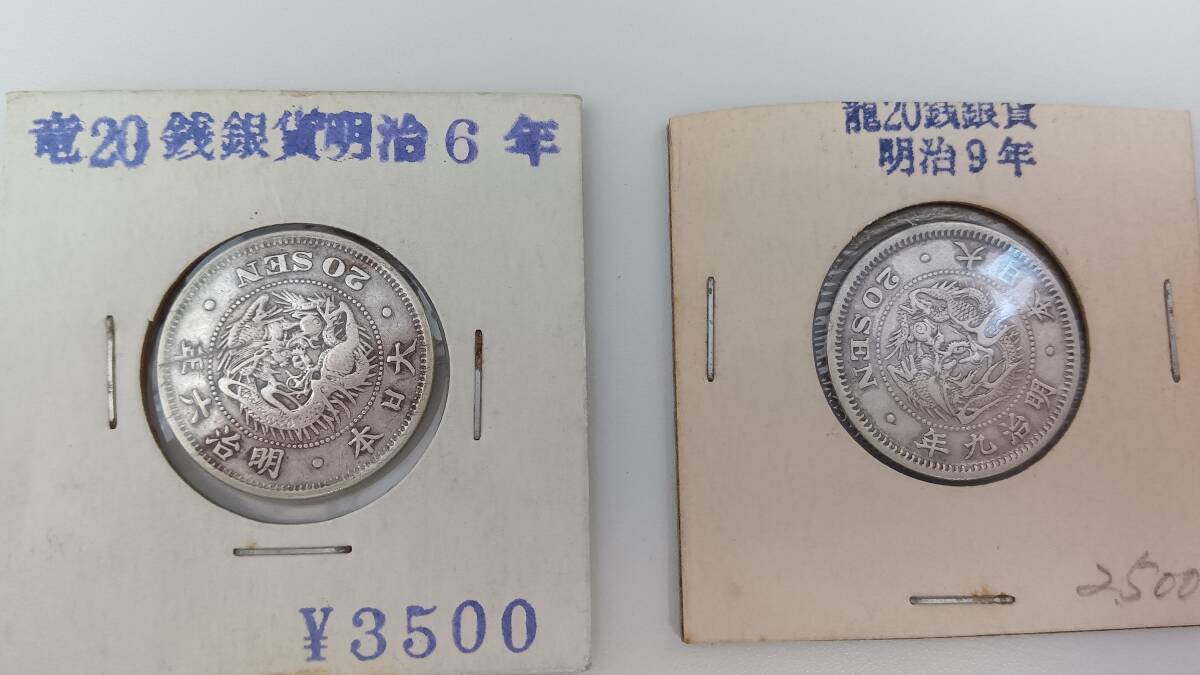 竜20銭銀貨明治6年
20 SEN
大日本・明治六年
¥3500
龍20銭銀貨
明治9年
大日本・明治九年
20 SEN
2,500